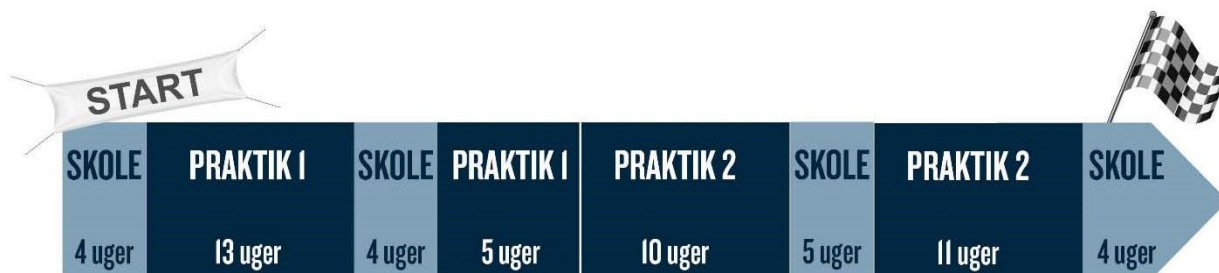 START
SKOLE PRAKTIK 1 SKOLE PRAKTIK 1 PRAKTIK 2 SKOLE PRAKTIK 2 SKOLE
4 uger 13 uger 4 uger 5 uger 10 uger 5 uger 11 uger 4 uger